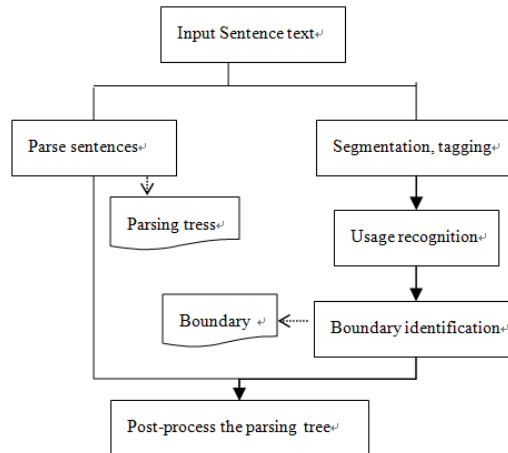 Input Sentence text
Parse sentences
Segmentation, tagging
Parsing tress
Usage recognition
Boundary
Boundary identification
Post-process the parsing tree